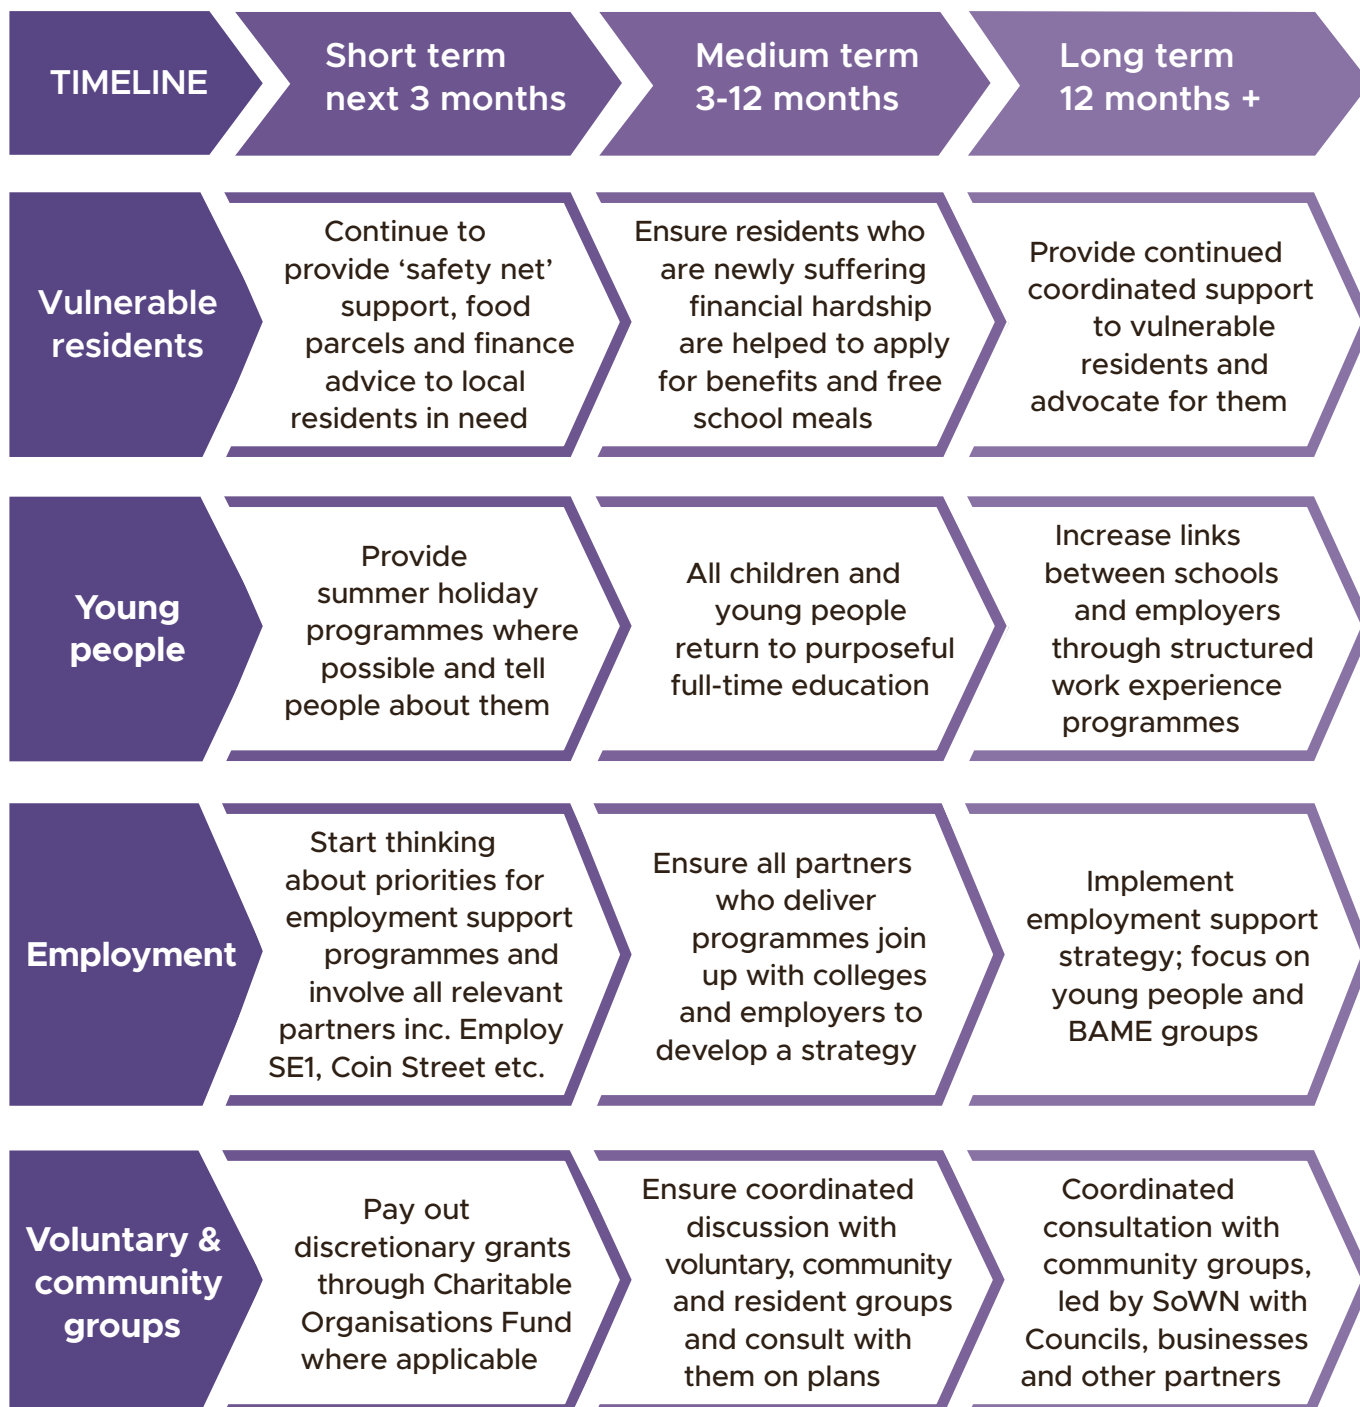 TIMELINE
Short term
next 3 months
Medium term
3-12 months
Long term
12 months +
Vulnerable
residents
Continue to
provide ‘safety net’
support, food
parcels and finance
advice to local
residents in need
Ensure residents who
are newly suffering
financial hardship
are helped to apply
for benefits and free
school meals
Provide continued
coordinated support
to vulnerable
residents and
advocate for them
Young
people
Provide
summer holiday
programmes where
possible and tell
people about them
All children and
young people
return to purposeful
full-time education
Increase links
between schools
and employers
through structured
work experience
programmes
Employment
Start thinking
about priorities for
employment support
programmes and
involve all relevant
partners inc. Employ
SE1, Coin Street etc.
Ensure all partners
who deliver
programmes join
up with colleges
and employers to
develop a strategy
Implement
employment support
strategy; focus on
young people and
BAME groups
Voluntary &
community
groups
Pay out
discretionary grants
through Charitable
Organisations Fund
where applicable
Ensure coordinated
discussion with
voluntary, community
and resident groups
and consult with
them on plans
Coordinated
consultation with
community groups,
led by SoWN with
Councils, businesses
and other partners